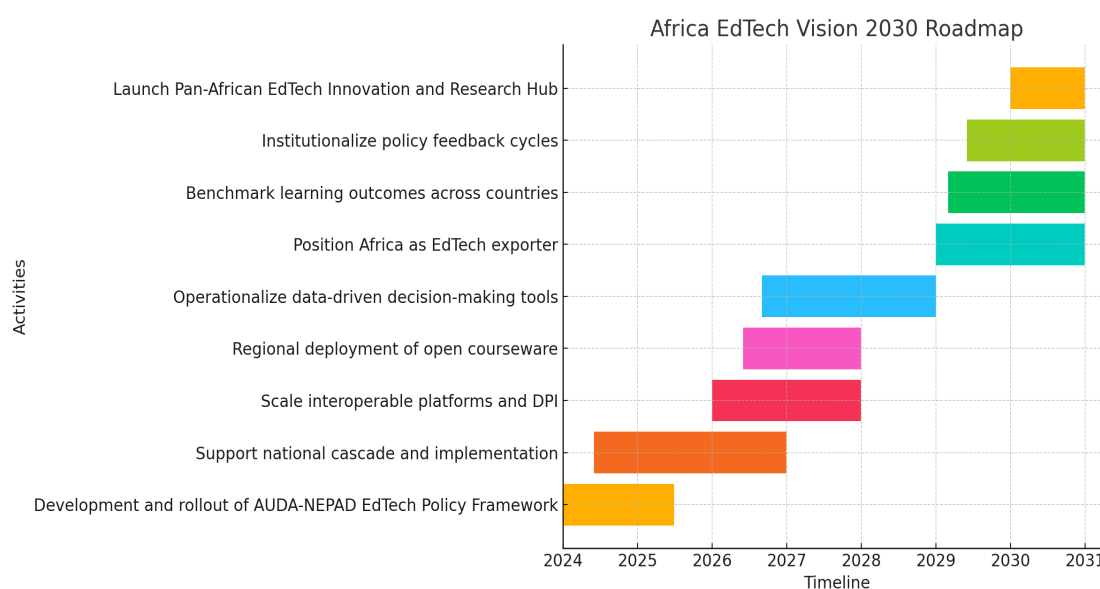 Africa EdTech Vision 2030 Roadmap
Launch Pan-African EdTech Innovation and Research Hub
Institutionalize policy feedback cycles
Benchmark learning outcomes across countries
Position Africa as EdTech exporter
Operationalize data-driven decision-making tools
Regional deployment of open courseware
Scale interoperable platforms and DPI
Support national cascade and implementation
Development and rollout of AUDA-NEPAD EdTech Policy Framework
Activities
2024 2025 2026 2027 2028 2029 2030 2031
Timeline